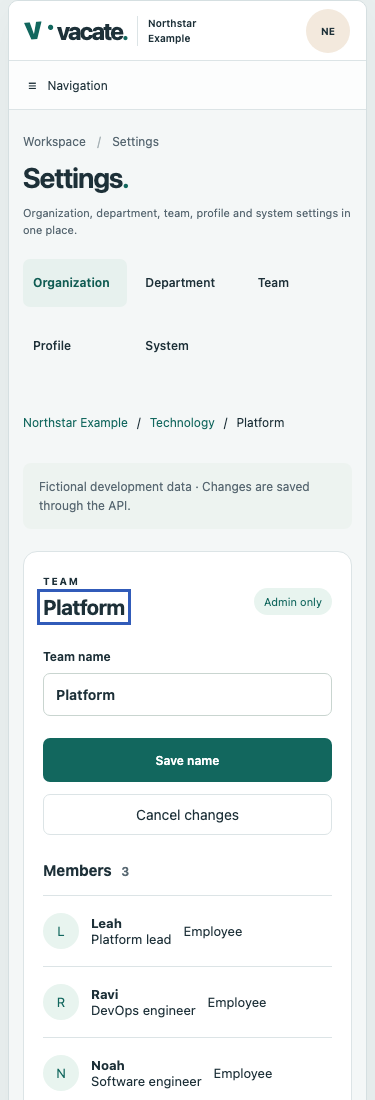 vacate.
Northstar
Example
NE
≡ Navigation
Workspace / Settings
Settings.
Organization, department, team, profile and system settings in
one place.
Organization Department Team
Profile System
Northstar Example / Technology / Platform
Fictional development data · Changes are saved
through the API.
TEAM
Platform
Admin only
Team name
Platform
Save name
Cancel changes
Members 3
L
Leah
Platform lead Employee
R
Ravi
DevOps engineer Employee
N
Noah
Software engineer Employee